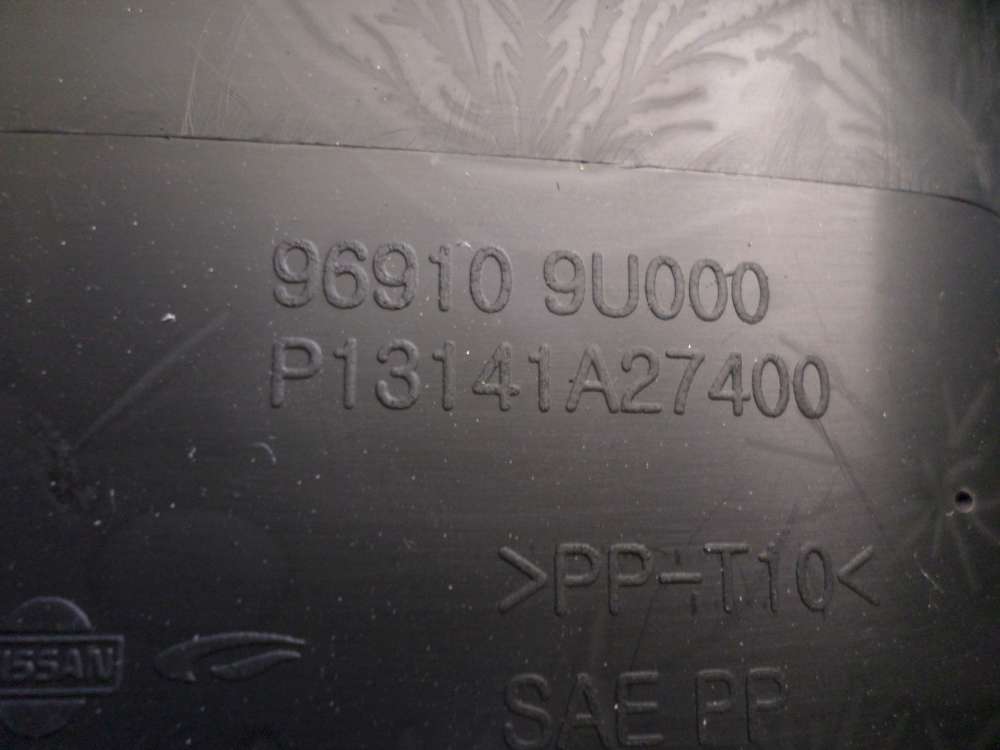 96910 9U000
P13141A27400
>PP-T10<
NISSAN
SAE PP